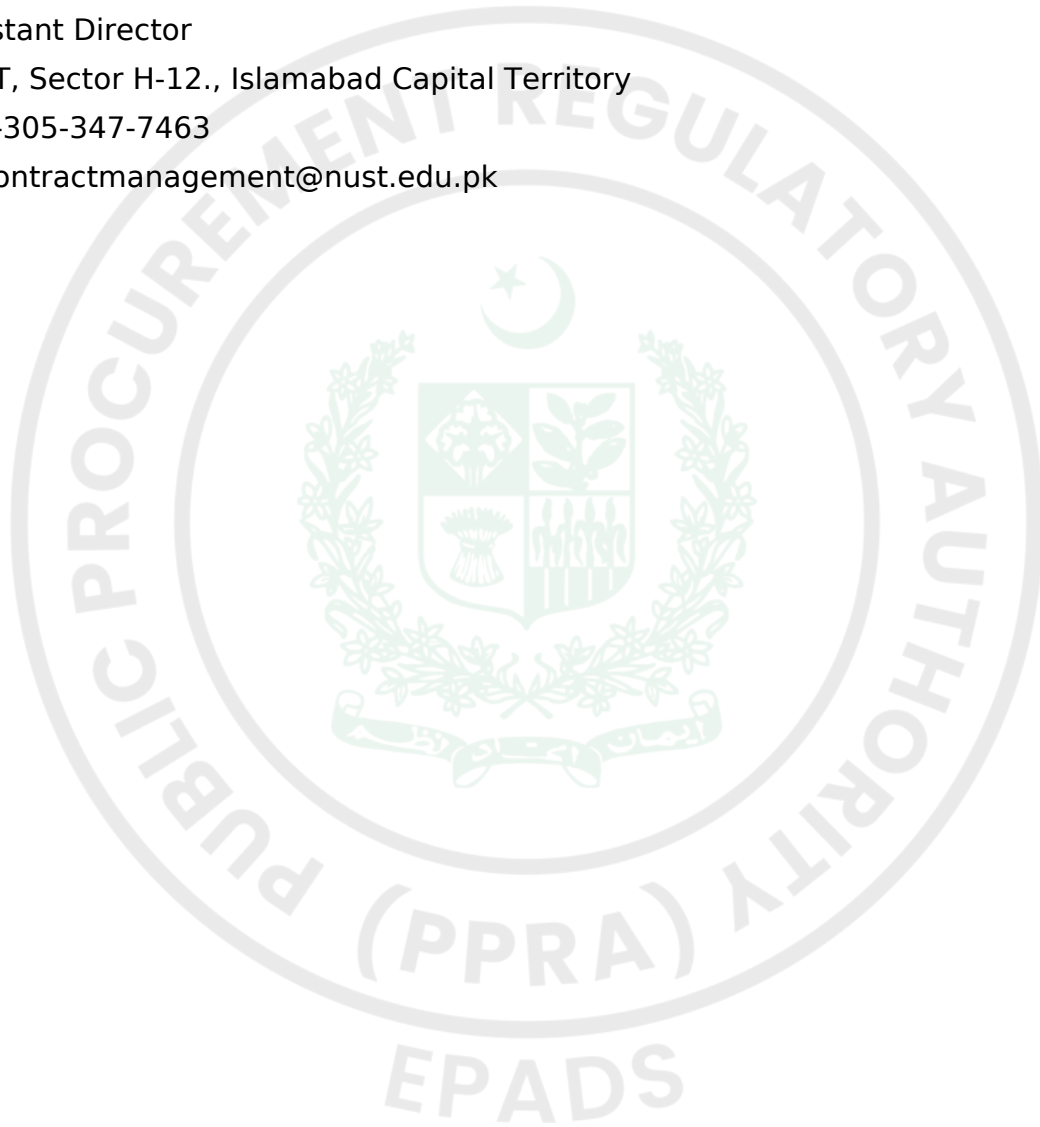 stant Director
T, Sector H-12., Islamabad Capital Territory
-305-347-7463
ontractmanagement@nust.edu.pk
PUBLIC PROCUREMENT REGULATORY AUTHORITY
(PPRA)
EPADS